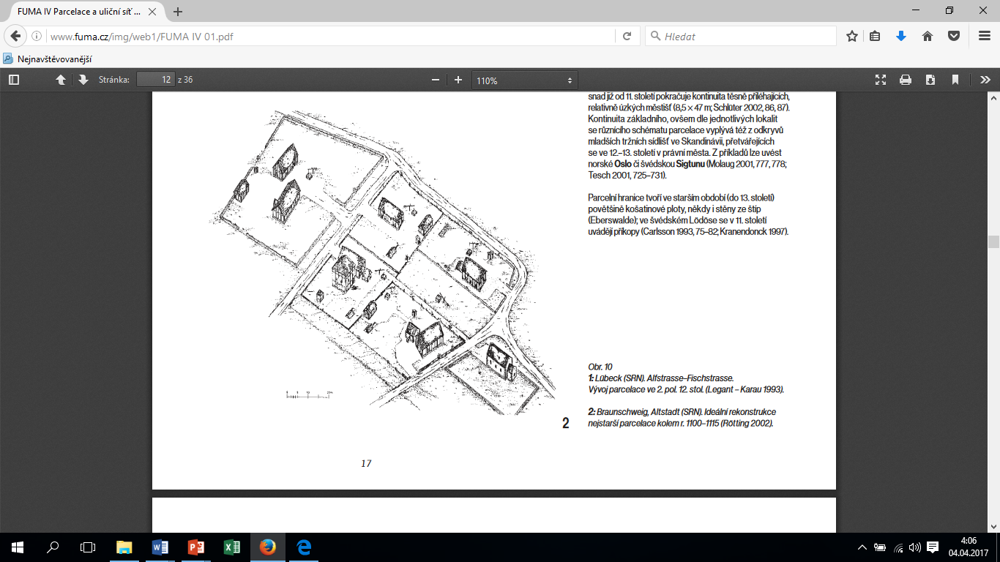 FUMA IV Parcelace a uliční síť ...
www.fuma.cz/img/web1/FUMA IV 01.pdf
Hledat
Nejnavštěvovanější
Stránka: 12 z 36
110%
snad již od 11. století pokračuje kontinuita těsně přiléhajících,
relativně úzkých městišť (8,5 × 47 m; Schlüter 2002, 86, 87).
Kontinuita základního, ovšem dle jednotlivých lokalit
se různícího schématu parcelace vyplývá též z odkryvů
mladších tržních sídlišť ve Skandinávii, přetvářejících
se ve 12.–13. století v právní města. Z příkladů lze uvést
norské Oslo či švédskou Sigtunu (Molaug 2001, 777, 778;
Tesch 2001, 725–731).
Parcelní hranice tvoří ve starším období (do 13. století)
povětšině košatinové ploty, někdy i stěny ze štíp
(Eberswalde); ve švédském Lödöse se v 11. století
uvádějí příkopy (Carlsson 1993, 75–82; Kranendonck 1997).
Obr. 10
1: Lübeck (SRN). Alfstrasse–Fischstrasse.
Vývoj parcelace ve 2. pol. 12. stol. (Legant – Karau 1993).
2: Braunschweig, Altstadt (SRN). Ideální rekonstrukce
nejstarší parcelace kolem r. 1100–1115 (Rötting 2002).
2
17
4:06
04.04.2017